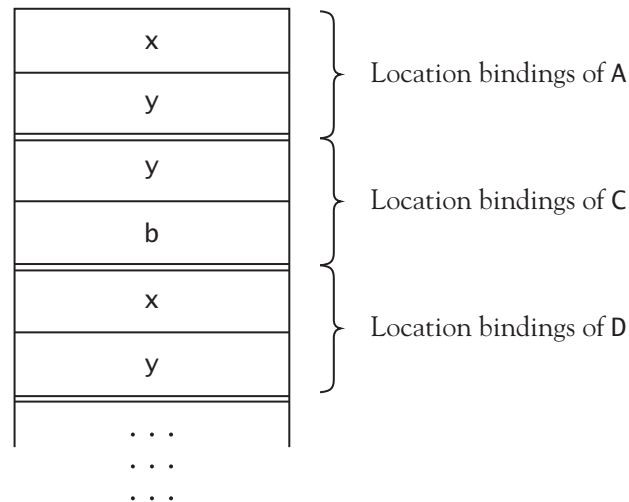 x
y
Location bindings of A
y
b
Location bindings of C
x
y
Location bindings of D
. . .
. . .
. . .